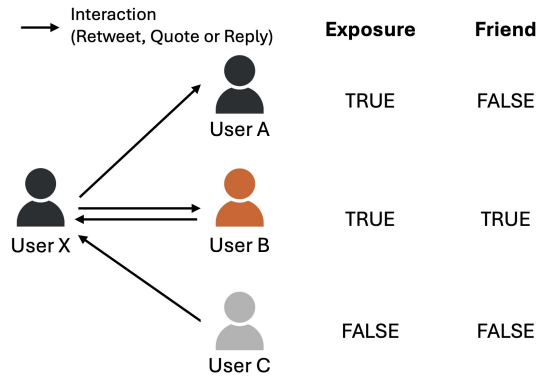 Interaction
(Retweet, Quote or Reply)
Exposure Friend
User A
TRUE FALSE
User X
User B
TRUE TRUE
User C
FALSE FALSE